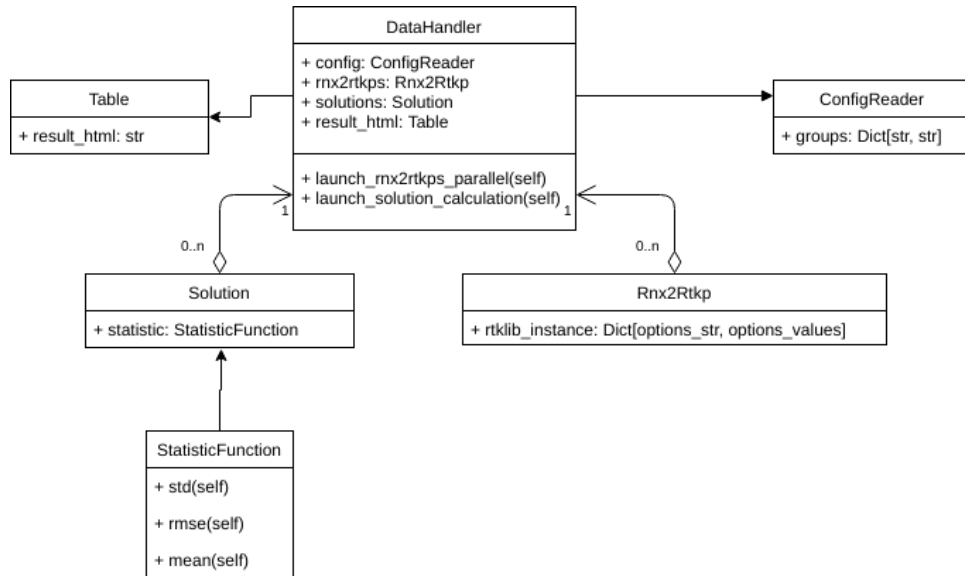 DataHandler
+ config: ConfigReader
+ rnx2rtkps: Rnx2Rtkp
+ solutions: Solution
+ result_html: Table
+ launch_rnx2rtkps_parallel(self)
+ launch_solution_calculation(self)
Table
+ result_html: str
ConfigReader
+ groups: Dict[str, str]
1
1
0..n
0..n
Solution
+ statistic: StatisticFunction
Rnx2Rtkp
+ rtklib_instance: Dict[options_str, options_values]
StatisticFunction
+ std(self)
+ rmse(self)
+ mean(self)